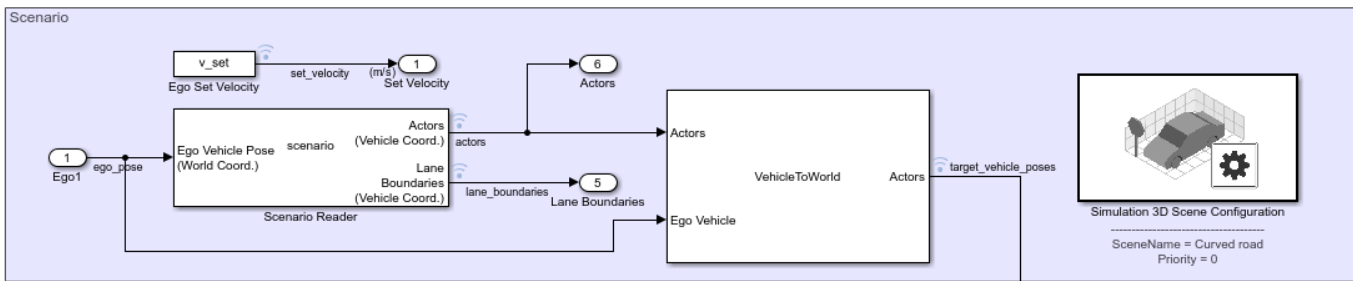 Scenario
v_set
Ego Set Velocity
set_velocity
(m/s)
1
Set Velocity
6
Actors
1
Ego1
ego_pose
Ego Vehicle Pose
(World Coord.)
scenario
Actors
(Vehicle Coord.)
Lane
Boundaries
(Vehicle Coord.)
Scenario Reader
actors
lane_boundaries
5
Lane Boundaries
Actors
Ego Vehicle
VehicleToWorld
Actors
target_vehicle_poses
Simulation 3D Scene Configuration
----------------------------------------
SceneName = Curved road
Priority = 0